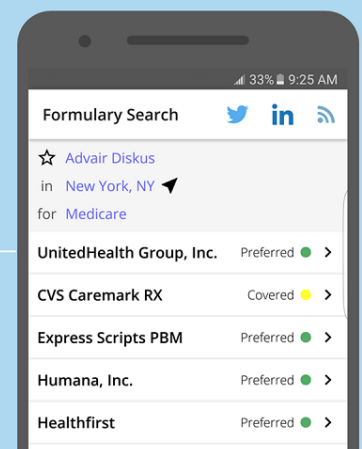 33% 9:25 AM
Formulary Search in
Advair Diskus
in New York, NY
for Medicare
UnitedHealth Group, Inc. Preferred
CVS Caremark RX Covered
Express Scripts PBM Preferred
Humana, Inc. Preferred
Healthfirst Preferred